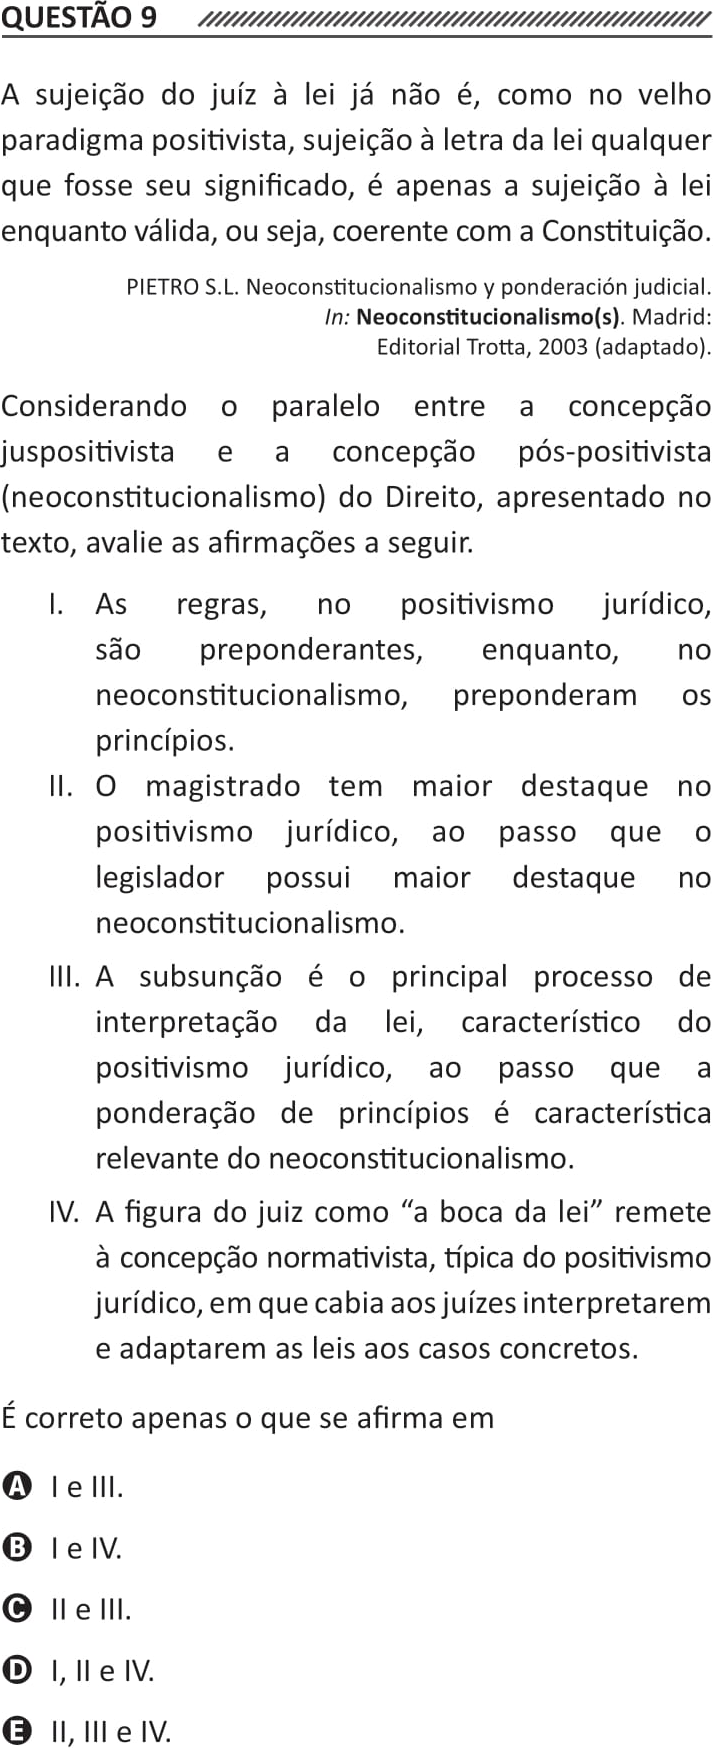 QUESTÃO 9
A sujeição do juíz à lei já não é, como no velho
paradigma positivista, sujeição à letra da lei qualquer
que fosse seu significado, é apenas a sujeição à lei
enquanto válida, ou seja, coerente com a Constituição.
PIETRO S.L. Neoconstitucionalismo y ponderación judicial.
In: Neoconstitucionalismo(s). Madrid:
Editorial Trotta, 2003 (adaptado).
Considerando o paralelo entre a concepção
juspositivista e a concepção pós-positivista
(neoconstitucionalismo) do Direito, apresentado no
texto, avalie as afirmações a seguir.
I. As regras, no positivismo jurídico,
são preponderantes, enquanto, no
neoconstitucionalismo, preponderam os
princípios.
II. O magistrado tem maior destaque no
positivismo jurídico, ao passo que o
legislador possui maior destaque no
neoconstitucionalismo.
III. A subsunção é o principal processo de
interpretação da lei, característico do
positivismo jurídico, ao passo que a
ponderação de princípios é característica
relevante do neoconstitucionalismo.
IV. A figura do juiz como “a boca da lei” remete
à concepção normativista, típica do positivismo
jurídico, em que cabia aos juízes interpretarem
e adaptarem as leis aos casos concretos.
É correto apenas o que se afirma em
A I e III.
B I e IV.
C II e III.
D I, II e IV.
E II, III e IV.